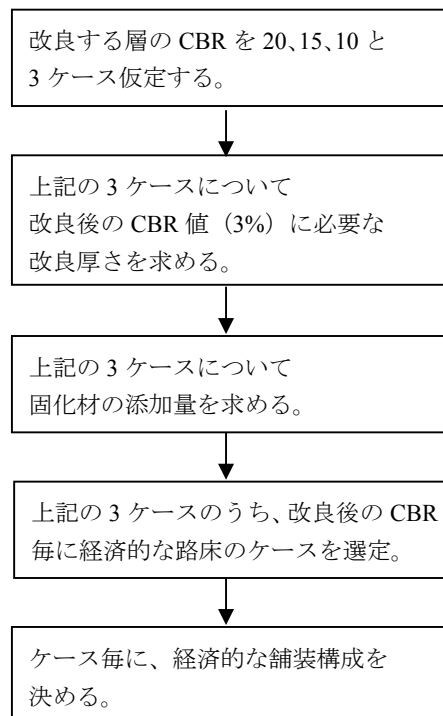 改良する層の CBR を 20、15、10 と
3 ケース仮定する。
上記の 3 ケースについて
改良後の CBR 値（3%）に必要な
改良厚さを求める。
上記の 3 ケースについて
固化材の添加量を求める。
上記の 3 ケースのうち、改良後の CBR
毎に経済的な路床のケースを選定。
ケース毎に、経済的な舗装構成を
決める。